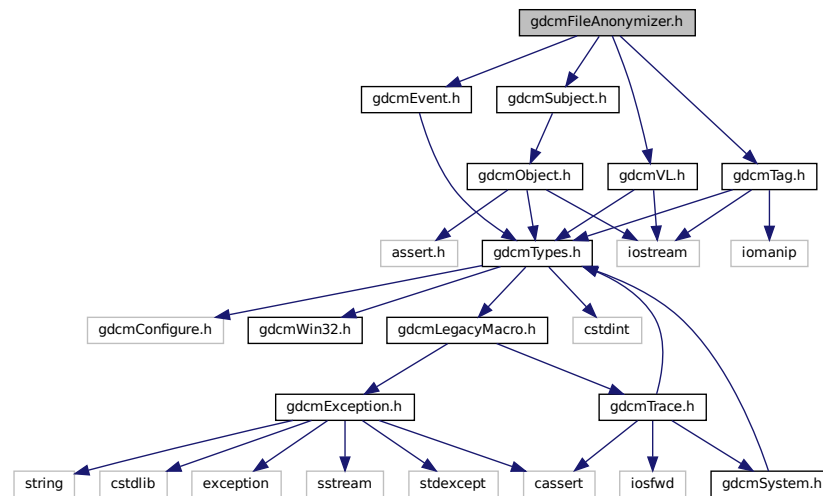 gdcmFileAnonymizer.h
gdcmEvent.h
gdcmSubject.h
gdcmObject.h
gdcmVL.h
gdcmTag.h
assert.h
gdcmTypes.h
iostream
iomanip
gdcmConfigure.h
gdcmWin32.h
gdcmLegacyMacro.h
cstdint
gdcmException.h
gdcmTrace.h
string
cstdlib
exception
sstream
stdexcept
cassert
iosfwd
gdcmSystem.h